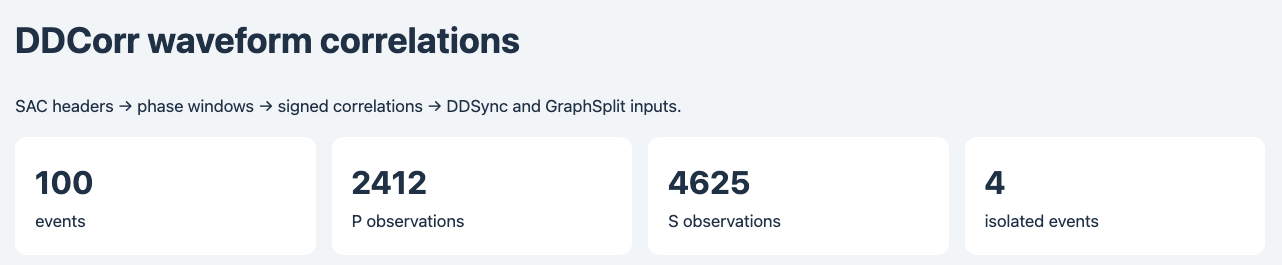 DDCorr waveform correlations
SAC headers → phase windows → signed correlations → DDSync and GraphSplit inputs.
100
events
2412
P observations
4625
S observations
4
isolated events